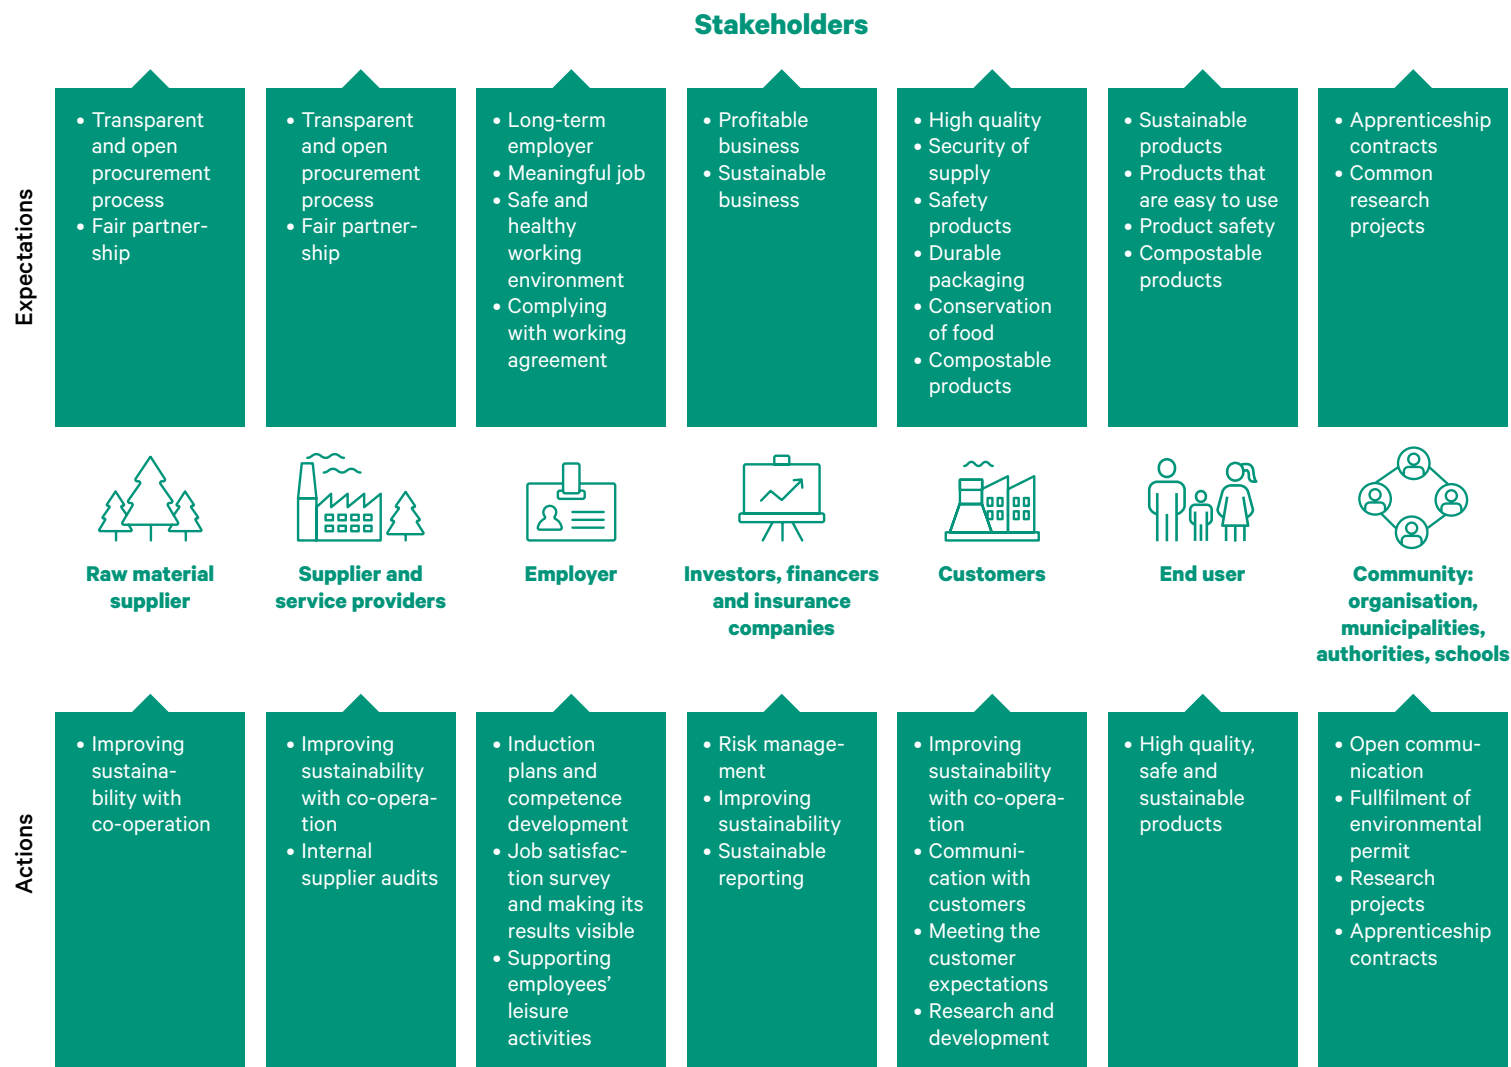 Stakeholders
Expectations
• Transparent
and open
procurement
process
• Fair partner-
ship
• Transparent
and open
procurement
process
• Fair partner-
ship
• Long-term
employer
• Meaningful job
• Safe and
healthy
working
environment
• Complying
with working
agreement
• Profitable
business
• Sustainable
business
• High quality
• Security of
supply
• Safety
products
• Durable
packaging
• Conservation
of food
• Compostable
products
• Sustainable
products
• Products that
are easy to use
• Product safety
• Compostable
products
• Apprenticeship
contracts
• Common
research
projects
Raw material
supplier
Supplier and
service providers
Employer
Investors, financers
and insurance
companies
Customers
End user
Community:
organisation,
municipalities,
authorities, schools
Actions
• Improving
sustaina-
bility with
co-operation
• Improving
sustainability
with co-opera-
tion
• Internal
supplier audits
• Induction
plans and
competence
development
• Job satisfac-
tion survey
and making its
results visible
• Supporting
employees’
leisure
activities
• Risk manage-
ment
• Improving
sustainability
• Sustainable
reporting
• Improving
sustainability
with co-opera-
tion
• Communi-
cation with
customers
• Meeting the
customer
expectations
• Research and
development
• High quality,
safe and
sustainable
products
• Open commu-
nication
• Fullfilment of
environmental
permit
• Research
projects
• Apprenticeship
contracts